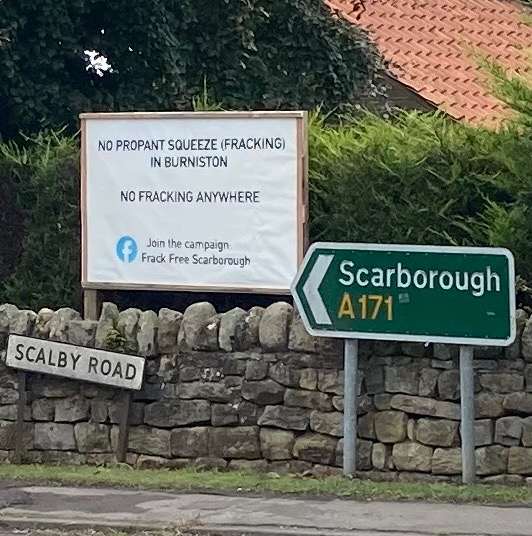 NO PROPANT SQUEEZE (FRACKING)
IN BURNISTON
NO FRACKING ANYWHERE
Join the campaign
Frack Free Scarborough
Scarborough
A171
SCALBY ROAD